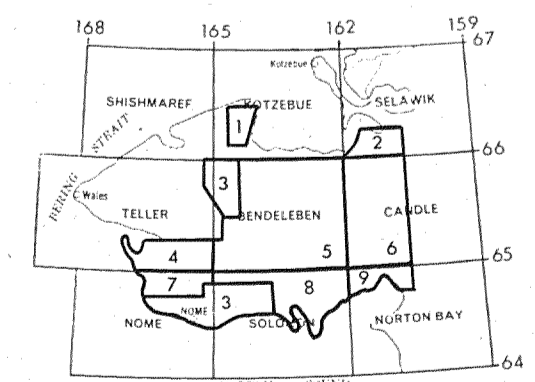 168 165 162 159
67
Kotzebue
SHISHMAREF KOTZEBUE SELAWIK
1
2
BERING STRAIT
66
3
Wales
TELLER BENDELEBEN CANDLE
4 5 6
65
7 3 8 9
NOME
NOME SOLOMON NORTON BAY
64